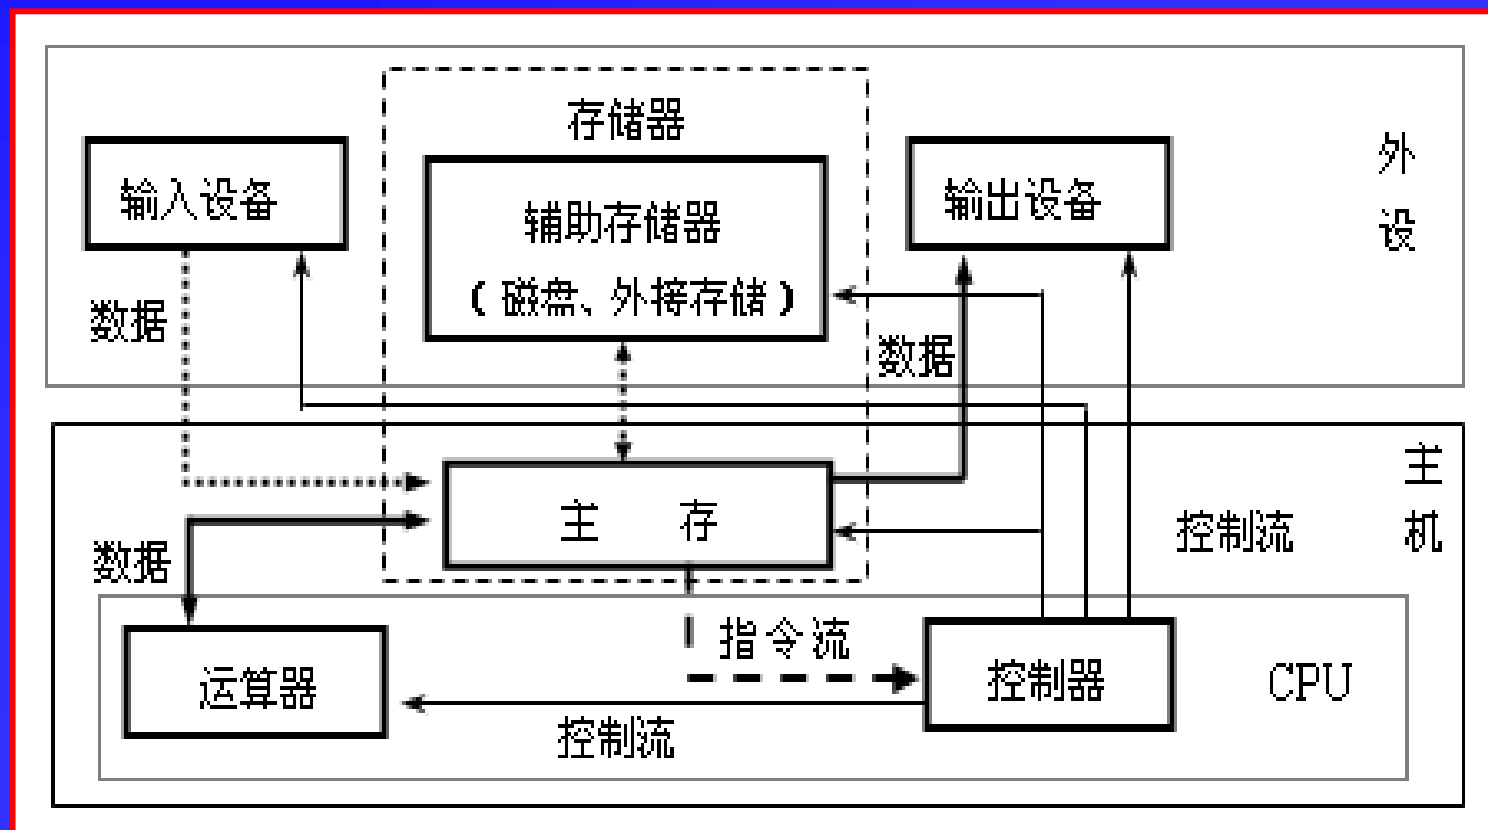 存储器
输入设备
辅助存储器
（磁盘、外接存储）
输出设备
外设
数据
数据
主存
主机
控制流
数据
指令流
运算器
控制器
CPU
控制流